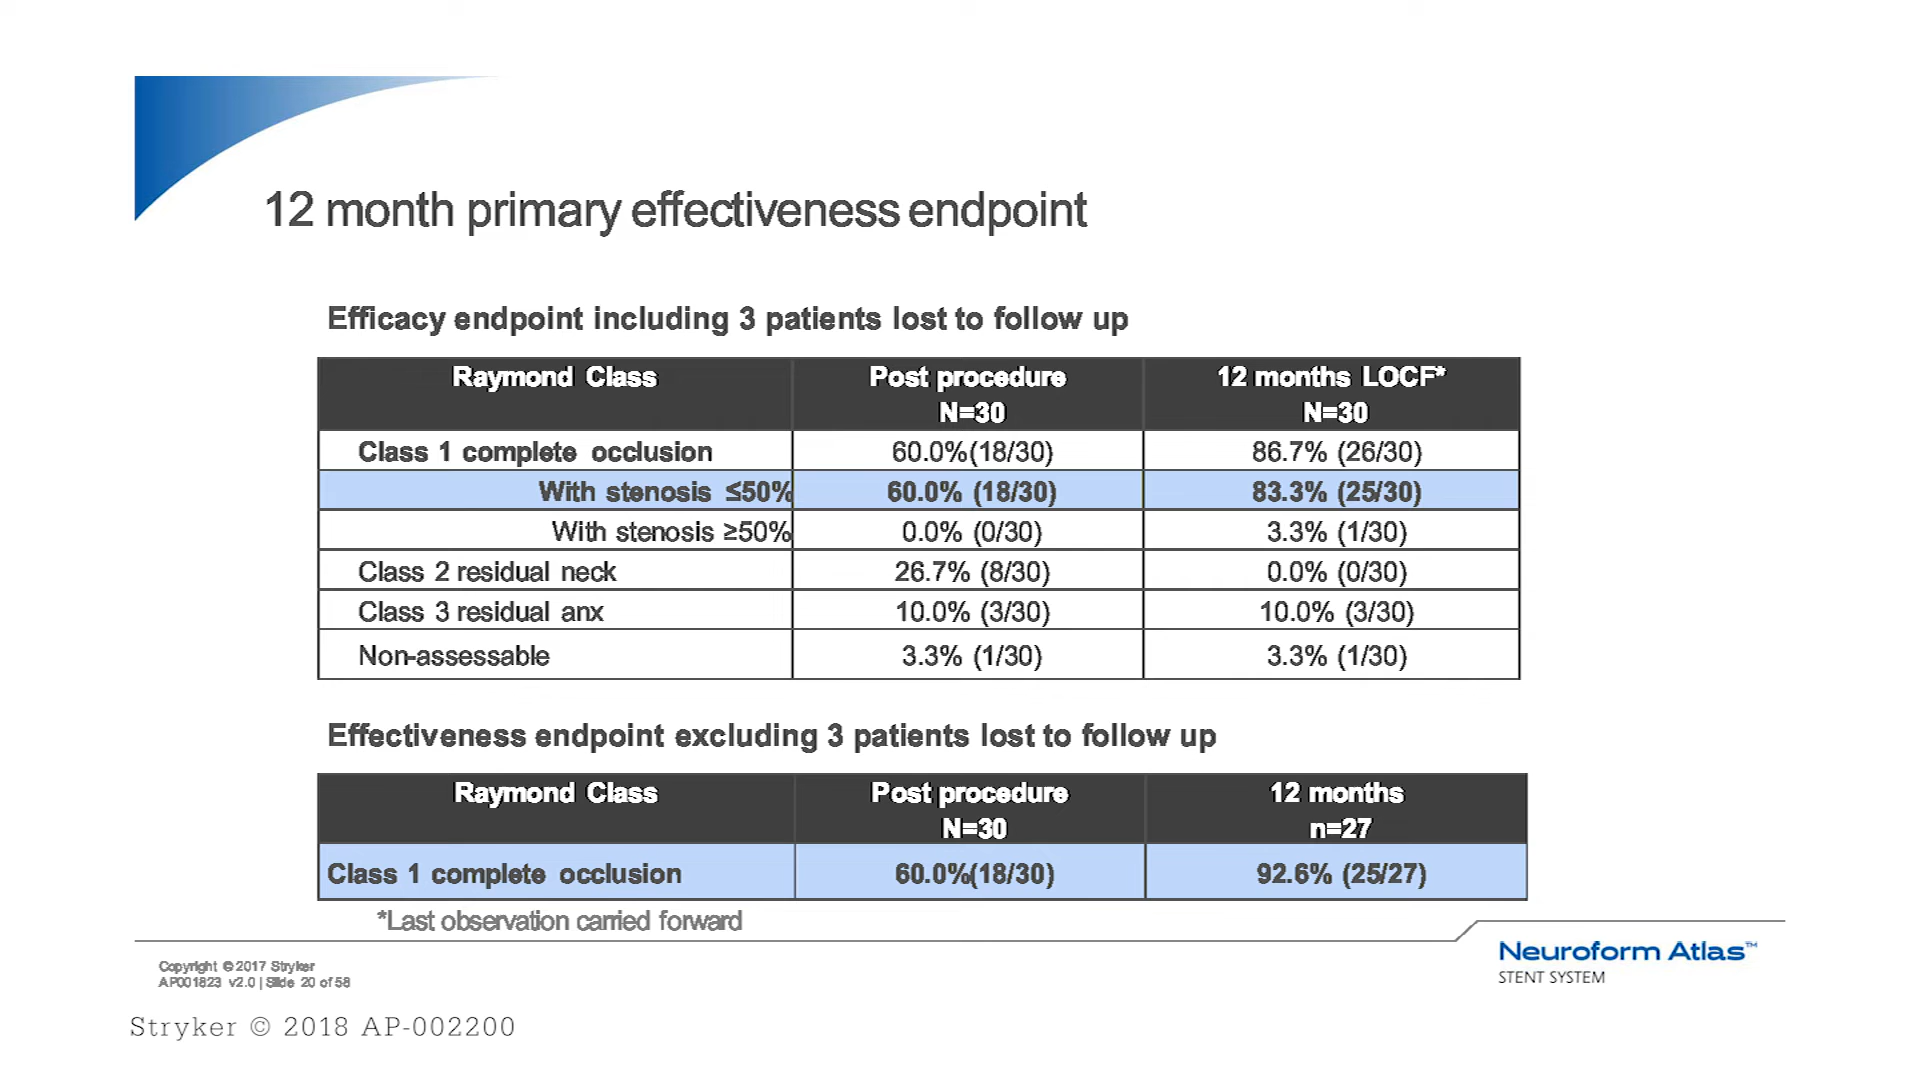 12 month primary effectiveness endpoint
Efficacy endpoint including 3 patients lost to follow up
Raymond Class Post procedure 12 months LOCF*
N=30 N=30
Class 1 complete occlusion 60.0%(18/30) 86.7% (26/30)
With stenosis ≤50% 60.0% (18/30) 83.3% (25/30)
With stenosis ≥50% 0.0% (0/30) 3.3% (1/30)
Class 2 residual neck 26.7% (8/30) 0.0% (0/30)
Class 3 residual anx 10.0% (3/30) 10.0% (3/30)
Non-assessable 3.3% (1/30) 3.3% (1/30)
Effectiveness endpoint excluding 3 patients lost to follow up
Raymond Class Post procedure 12 months
N=30 n=27
Class 1 complete occlusion 60.0%(18/30) 92.6% (25/27)
*Last observation carried forward
Copyright © 2017 Stryker
AP001823 v2.0 | Slide 20 of 58
Neuroform Atlas™
STENT SYSTEM
Stryker © 2018 AP-002200